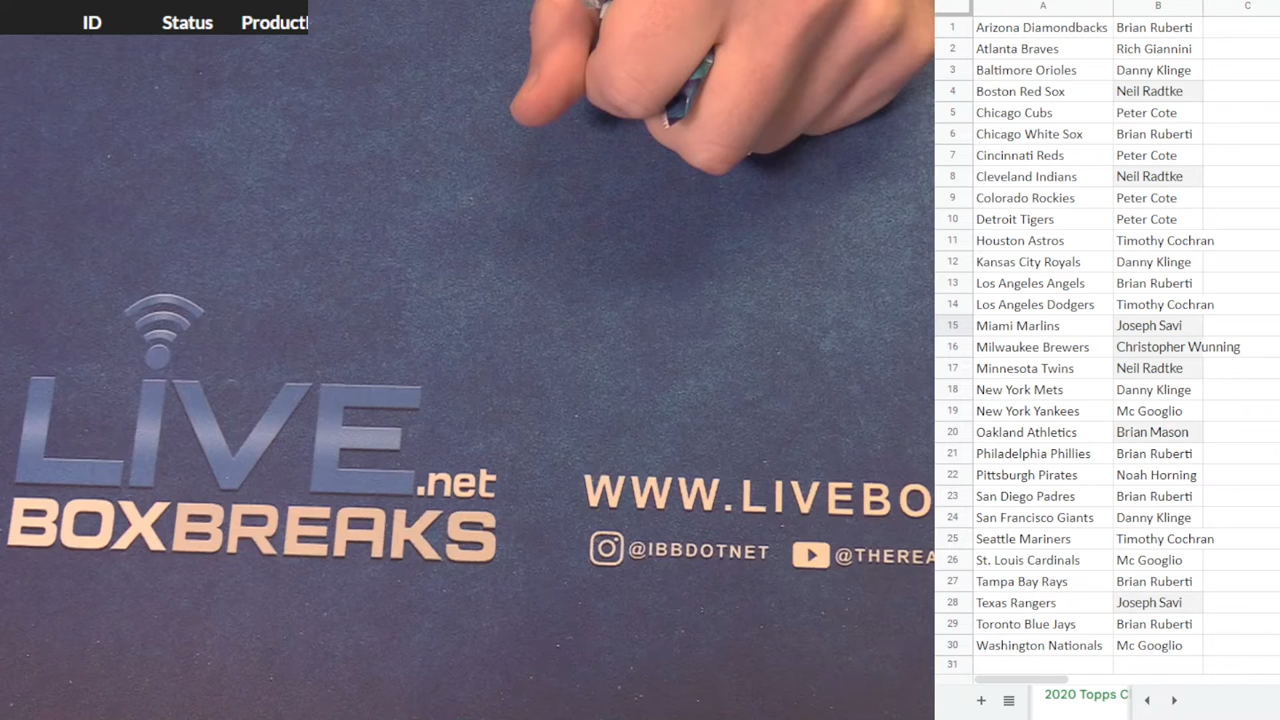 ID Status Product
LIVE.net
BOXBREAKS
WWW.LIVEBO
@IBBDOTNET @THEREA
A B C
1 Arizona Diamondbacks Brian Ruberti
2 Atlanta Braves Rich Giannini
3 Baltimore Orioles Danny Klinge
4 Boston Red Sox Neil Radtke
5 Chicago Cubs Peter Cote
6 Chicago White Sox Brian Ruberti
7 Cincinnati Reds Peter Cote
8 Cleveland Indians Neil Radtke
9 Colorado Rockies Peter Cote
10 Detroit Tigers Peter Cote
11 Houston Astros Timothy Cochran
12 Kansas City Royals Danny Klinge
13 Los Angeles Angels Brian Ruberti
14 Los Angeles Dodgers Timothy Cochran
15 Miami Marlins Joseph Savi
16 Milwaukee Brewers Christopher Wunning
17 Minnesota Twins Neil Radtke
18 New York Mets Danny Klinge
19 New York Yankees Mc Googlio
20 Oakland Athletics Brian Mason
21 Philadelphia Phillies Brian Ruberti
22 Pittsburgh Pirates Noah Horning
23 San Diego Padres Brian Ruberti
24 San Francisco Giants Danny Klinge
25 Seattle Mariners Timothy Cochran
26 St. Louis Cardinals Mc Googlio
27 Tampa Bay Rays Brian Ruberti
28 Texas Rangers Joseph Savi
29 Toronto Blue Jays Brian Ruberti
30 Washington Nationals Mc Googlio
31
2020 Topps C